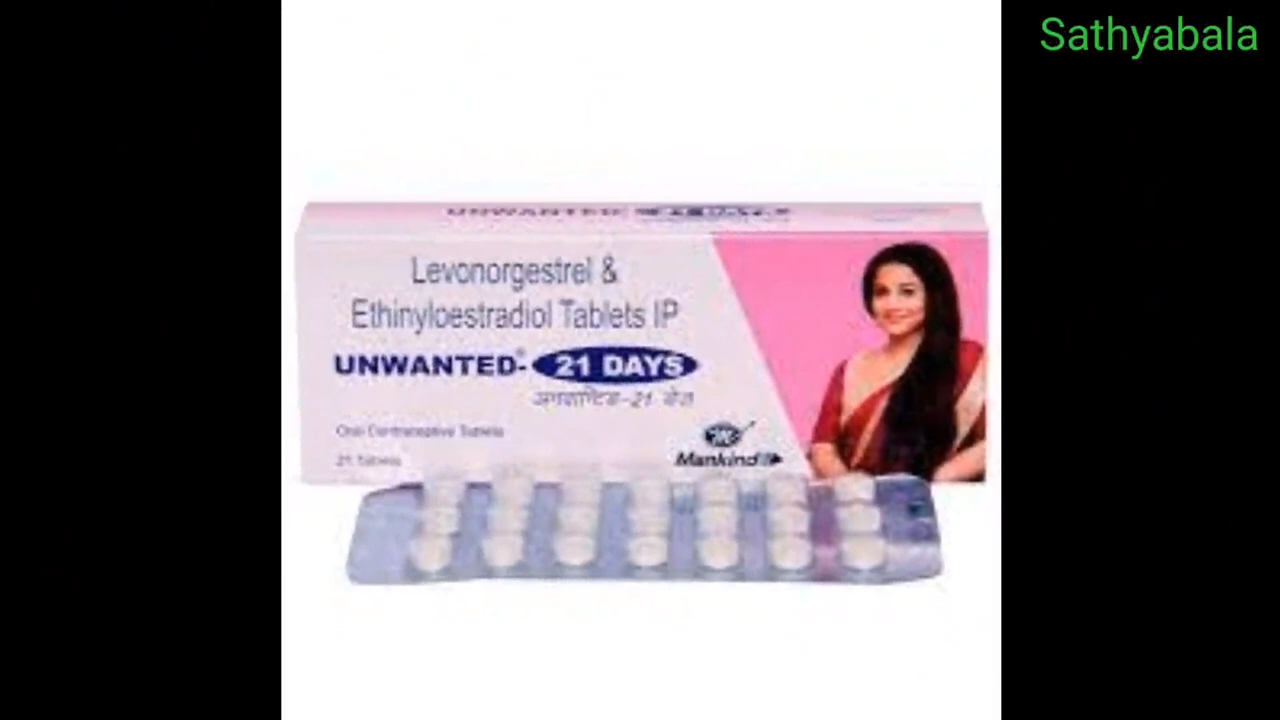 Sathyabala
Levonorgestrel &
Ethinyloestradiol Tablets IP
UNWANTED-21 DAYS
अनवान्टिड-21 डेज
Oral Contraceptive Tablets
21 Tablets
Mankind